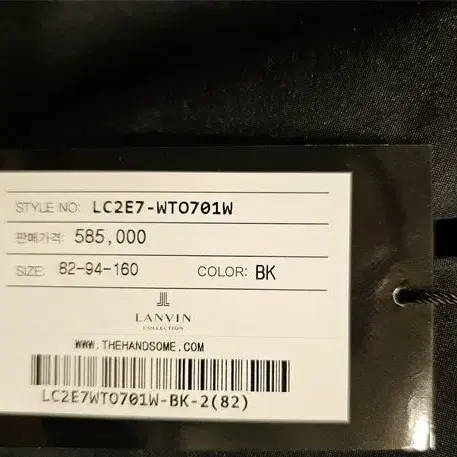 STYLE NO: LC2E7-WTO701W
판매가격: 585,000
SIZE: 82-94-160 COLOR: BK
LANVIN
COLLECTION
WWW.THEHANDSOME.COM
LC2E7WTO701W-BK-2(82)